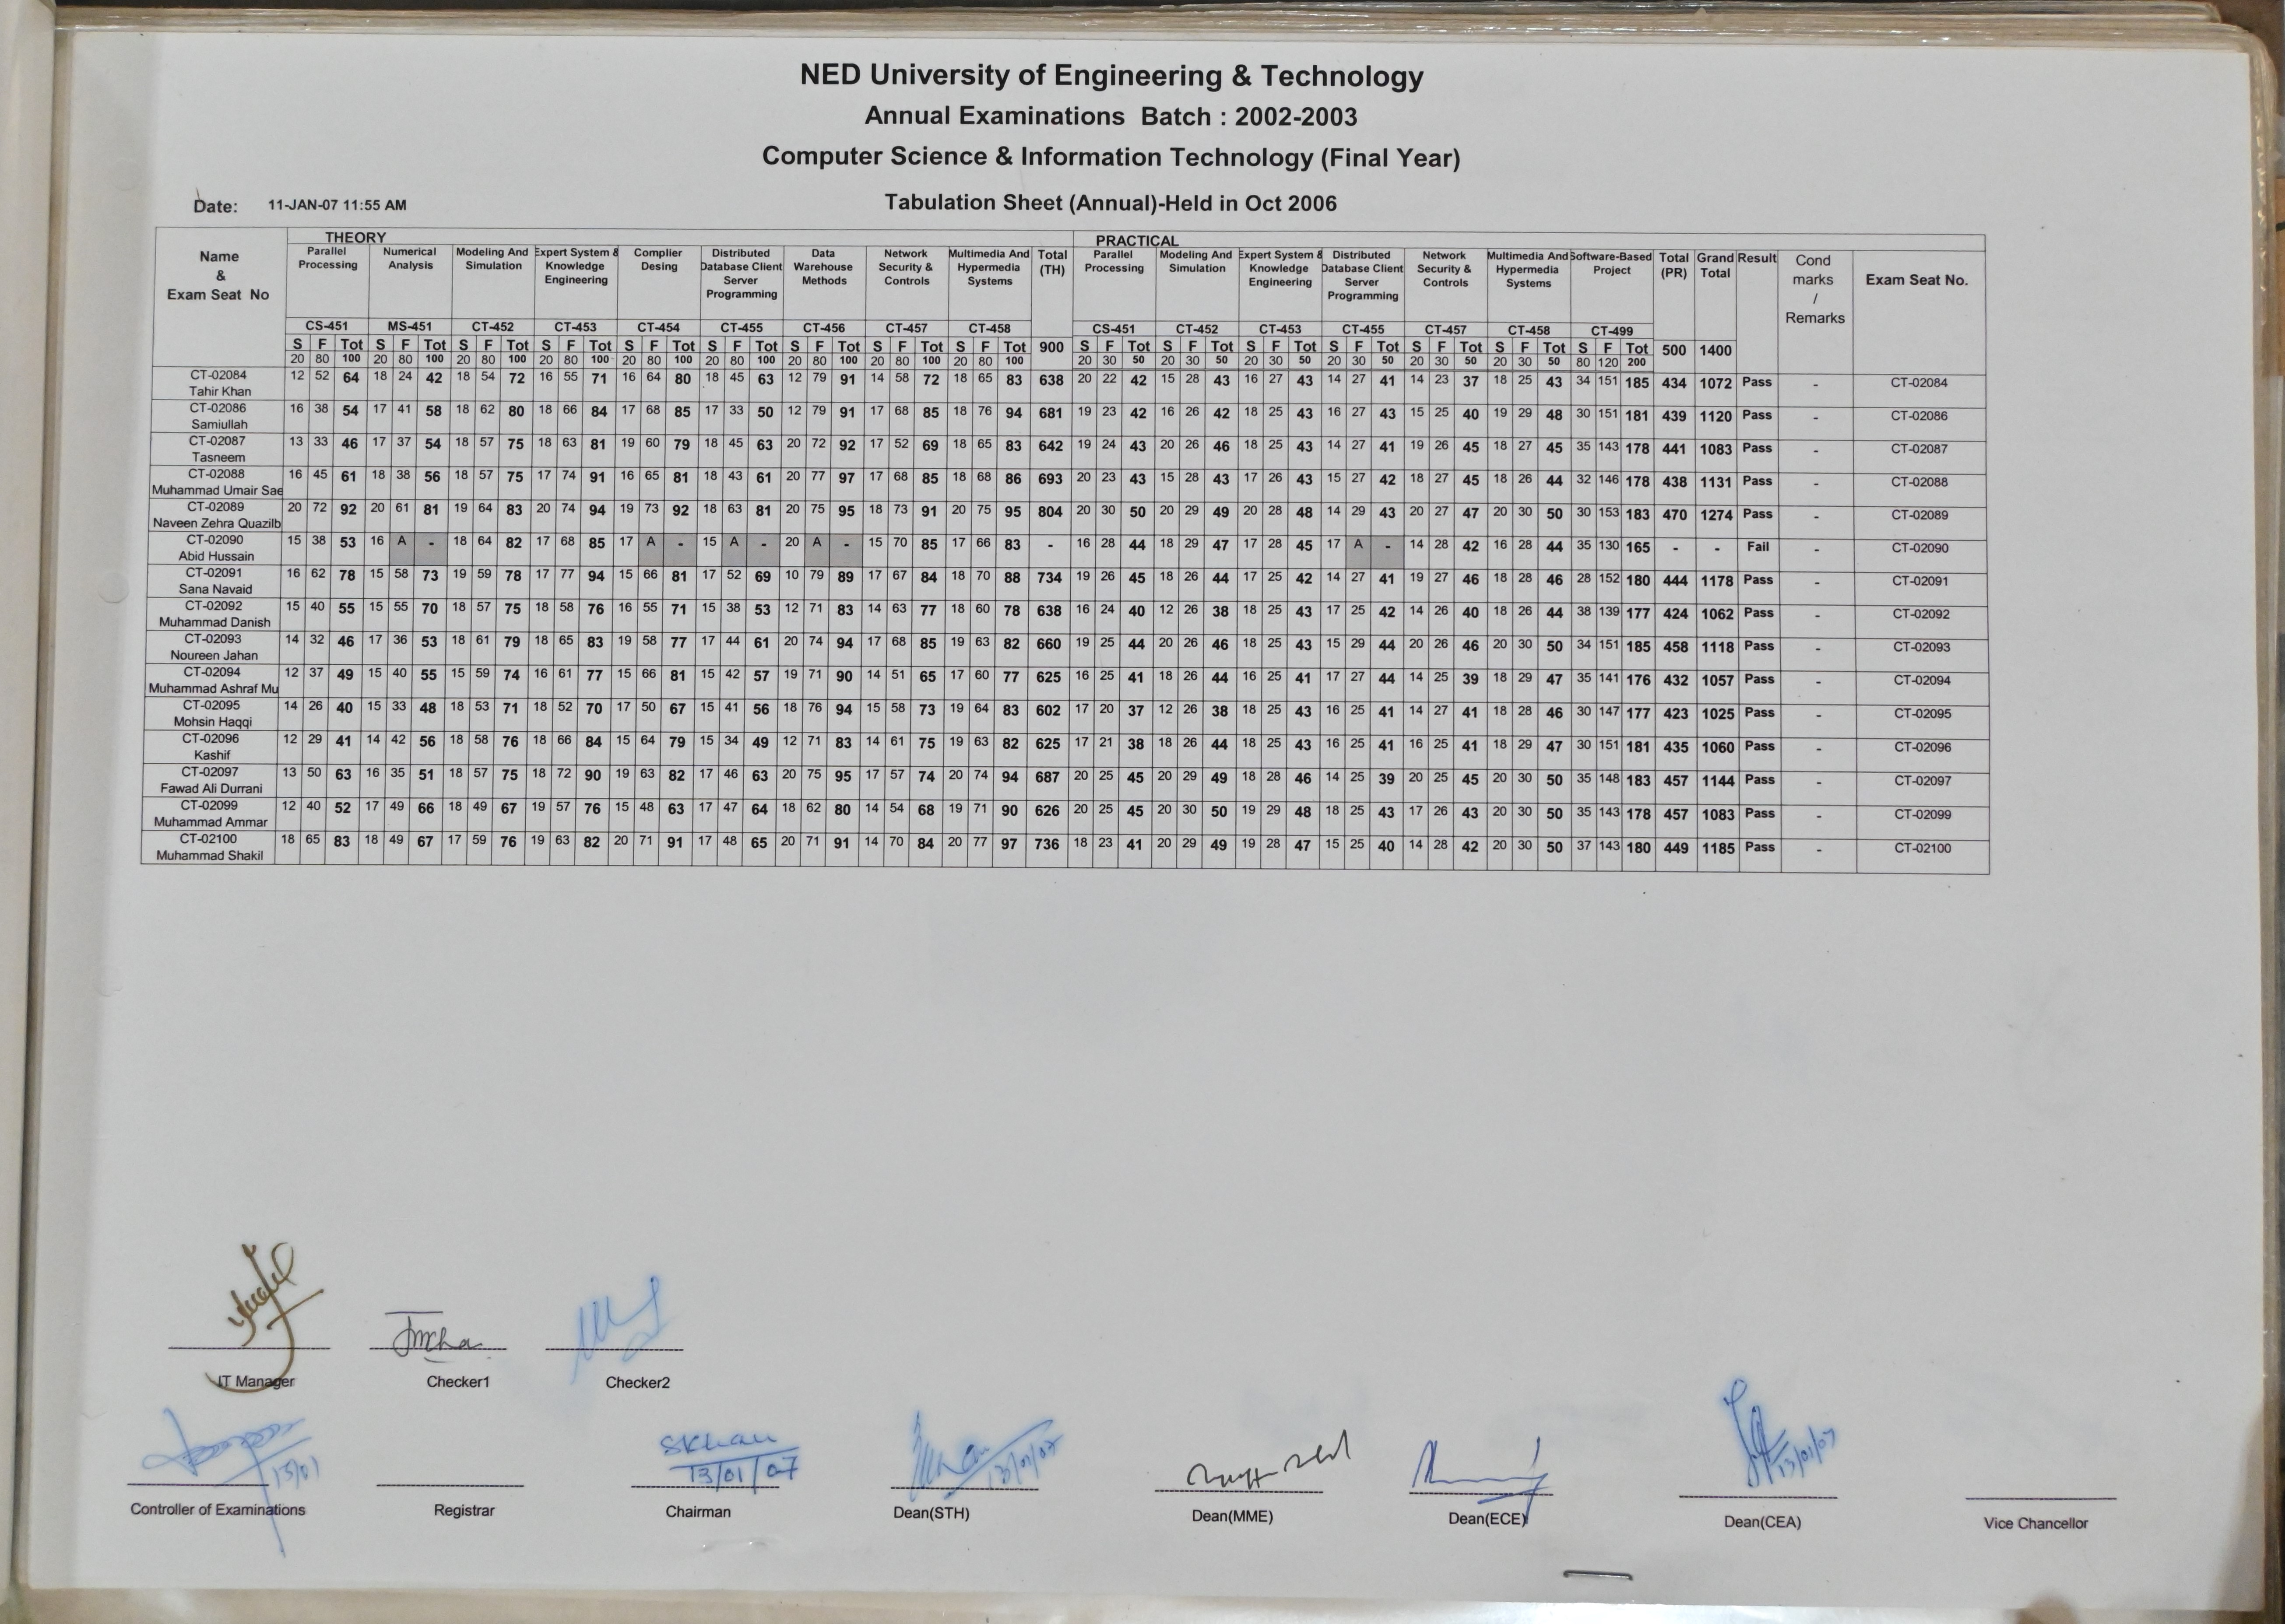 NED University of Engineering & Technology
Annual Examinations Batch : 2002-2003
Computer Science & Information Technology (Final Year)
Date: 11-JAN-07 11:55 AM
Tabulation Sheet (Annual)-Held in Oct 2006
Name & Exam Seat No
THEORY
Parallel Processing
Numerical Analysis
Modeling And Simulation
Expert System & Knowledge Engineering
Complier Desing
Distributed Database Client Server Programming
Data Warehouse Methods
Network Security & Controls
Multimedia And Hypermedia Systems
Total (TH)
PRACTICAL
Parallel Processing
Modeling And Simulation
Expert System & Knowledge Engineering
Distributed Database Client Server Programming
Network Security & Controls
Multimedia And Hypermedia Systems
Software-Based Project
Total (PR)
Grand Total
Result
Cond marks / Remarks
Exam Seat No.
CS-451 MS-451 CT-452 CT-453 CT-454 CT-455 CT-456 CT-457 CT-458 CS-451 CT-452 CT-453 CT-455 CT-457 CT-458 CT-499
S F Tot S F Tot S F Tot S F Tot S F Tot S F Tot S F Tot S F Tot S F Tot 900 S F Tot S F Tot S F Tot S F Tot S F Tot S F Tot S F Tot 500 1400
20 80 100 20 80 100 20 80 100 20 80 100 20 80 100 20 80 100 20 80 100 20 80 100 20 80 100 20 30 50 20 30 50 20 30 50 20 30 50 20 30 50 20 30 50 80 120 200
CT-02084 12 52 64 18 24 42 18 54 72 16 55 71 16 64 80 18 45 63 12 79 91 14 58 72 18 65 83 638 20 22 42 15 28 43 16 27 43 14 27 41 14 23 37 18 25 43 34 151 185 434 1072 Pass - CT-02084
Tahir Khan
CT-02086 16 38 54 17 41 58 18 62 80 18 66 84 17 68 85 17 33 50 12 79 91 17 68 85 18 76 94 681 19 23 42 16 26 42 18 25 43 16 27 43 15 25 40 19 29 48 30 151 181 439 1120 Pass - CT-02086
Samiullah
CT-02087 13 33 46 17 37 54 18 57 75 18 63 81 19 60 79 18 45 63 20 72 92 17 52 69 18 65 83 642 19 24 43 20 26 46 18 25 43 14 27 41 19 26 45 18 27 45 35 143 178 441 1083 Pass - CT-02087
Tasneem
CT-02088 16 45 61 18 38 56 18 57 75 17 74 91 16 65 81 18 43 61 20 77 97 17 68 85 18 68 86 693 20 23 43 15 28 43 17 26 43 15 27 42 18 27 45 18 26 44 32 146 178 438 1131 Pass - CT-02088
Muhammad Umair Sae
CT-02089 20 72 92 20 61 81 19 64 83 20 74 94 19 73 92 18 63 81 20 75 95 18 73 91 20 75 95 804 20 30 50 20 29 49 20 28 48 14 29 43 20 27 47 20 30 50 30 153 183 470 1274 Pass - CT-02089
Naveen Zehra Quazilb
CT-02090 15 38 53 16 A - 18 64 82 17 68 85 17 A - 15 A - 20 A - 15 70 85 17 66 83 - 16 28 44 18 29 47 17 28 45 17 A - 14 28 42 16 28 44 35 130 165 - - Fail - CT-02090
Abid Hussain
CT-02091 16 62 78 15 58 73 19 59 78 17 77 94 15 66 81 17 52 69 10 79 89 17 67 84 18 70 88 734 19 26 45 18 26 44 17 25 42 14 27 41 19 27 46 18 28 46 28 152 180 444 1178 Pass - CT-02091
Sana Navaid
CT-02092 15 40 55 15 55 70 18 57 75 18 58 76 16 55 71 15 38 53 12 71 83 14 63 77 18 60 78 638 16 24 40 12 26 38 18 25 43 17 25 42 14 26 40 18 26 44 38 139 177 424 1062 Pass - CT-02092
Muhammad Danish
CT-02093 14 32 46 17 36 53 18 61 79 18 65 83 19 58 77 17 44 61 20 74 94 17 68 85 19 63 82 660 19 25 44 20 26 46 18 25 43 15 29 44 20 26 46 20 30 50 34 151 185 458 1118 Pass - CT-02093
Noureen Jahan
CT-02094 12 37 49 15 40 55 15 59 74 16 61 77 15 66 81 15 42 57 19 71 90 14 51 65 17 60 77 625 16 25 41 18 26 44 16 25 41 17 27 44 14 25 39 18 29 47 35 141 176 432 1057 Pass - CT-02094
Muhammad Ashraf Mu
CT-02095 14 26 40 15 33 48 18 53 71 18 52 70 17 50 67 15 41 56 18 76 94 15 58 73 19 64 83 602 17 20 37 12 26 38 18 25 43 16 25 41 14 27 41 18 28 46 30 147 177 423 1025 Pass - CT-02095
Mohsin Haqqi
CT-02096 12 29 41 14 42 56 18 58 76 18 66 84 15 64 79 15 34 49 12 71 83 14 61 75 19 63 82 625 17 21 38 18 26 44 18 25 43 16 25 41 16 25 41 18 29 47 30 151 181 435 1060 Pass - CT-02096
Kashif
CT-02097 13 50 63 16 35 51 18 57 75 18 72 90 19 63 82 17 46 63 20 75 95 17 57 74 20 74 94 687 20 25 45 20 29 49 18 28 46 14 25 39 20 25 45 20 30 50 35 148 183 457 1144 Pass - CT-02097
Fawad Ali Durrani
CT-02099 12 40 52 17 49 66 18 49 67 19 57 76 15 48 63 17 47 64 18 62 80 14 54 68 19 71 90 626 20 25 45 20 30 50 19 29 48 18 25 43 17 26 43 20 30 50 35 143 178 457 1083 Pass - CT-02099
Muhammad Ammar
CT-02100 18 65 83 18 49 67 17 59 76 19 63 82 20 71 91 17 48 65 20 71 91 14 70 84 20 77 97 736 18 23 41 20 29 49 19 28 47 15 25 40 14 28 42 20 30 50 37 143 180 449 1185 Pass - CT-02100
Muhammad Shakil
IT Manager Checker1 Checker2
13/01 SKhan 13/01/07 13/01/07 13/01/07
Controller of Examinations Registrar Chairman Dean(STH) Dean(MME) Dean(ECE) Dean(CEA) Vice Chancellor